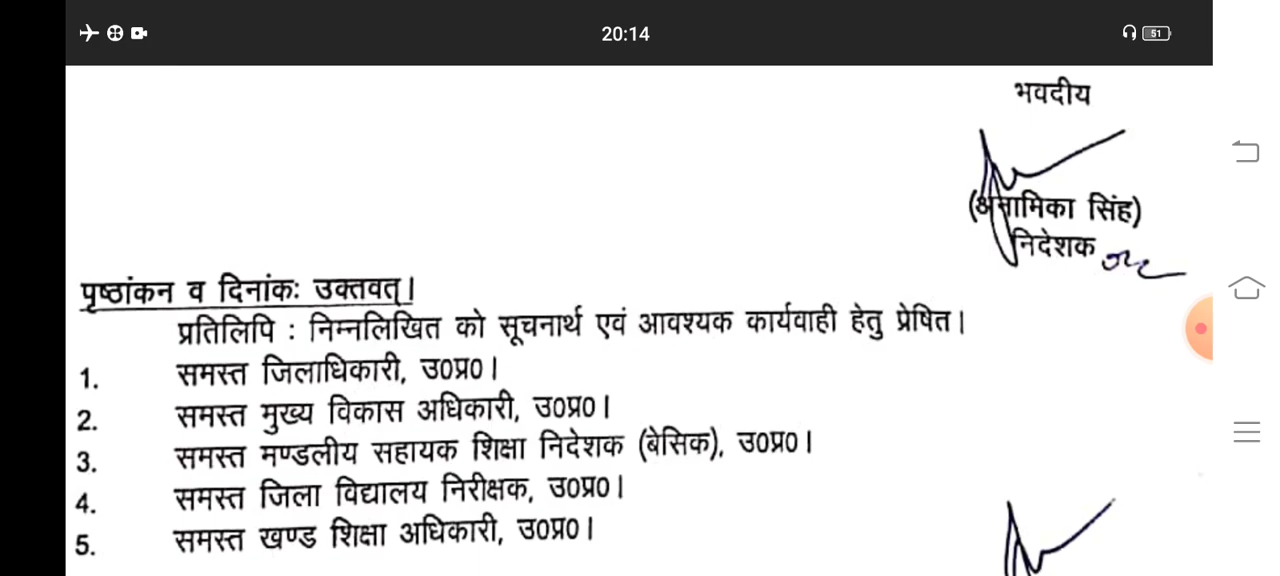 20:14
51
भवदीय
(अनामिका सिंह)
निदेशक
पृष्ठांकन व दिनांकः उक्तवत्।
प्रतिलिपि : निम्नलिखित को सूचनार्थ एवं आवश्यक कार्यवाही हेतु प्रेषित।
1. समस्त जिलाधिकारी, उ0प्र0।
2. समस्त मुख्य विकास अधिकारी, उ0प्र0।
3. समस्त मण्डलीय सहायक शिक्षा निदेशक (बेसिक), उ0प्र0।
4. समस्त जिला विद्यालय निरीक्षक, उ0प्र0।
5. समस्त खण्ड शिक्षा अधिकारी, उ0प्र0।